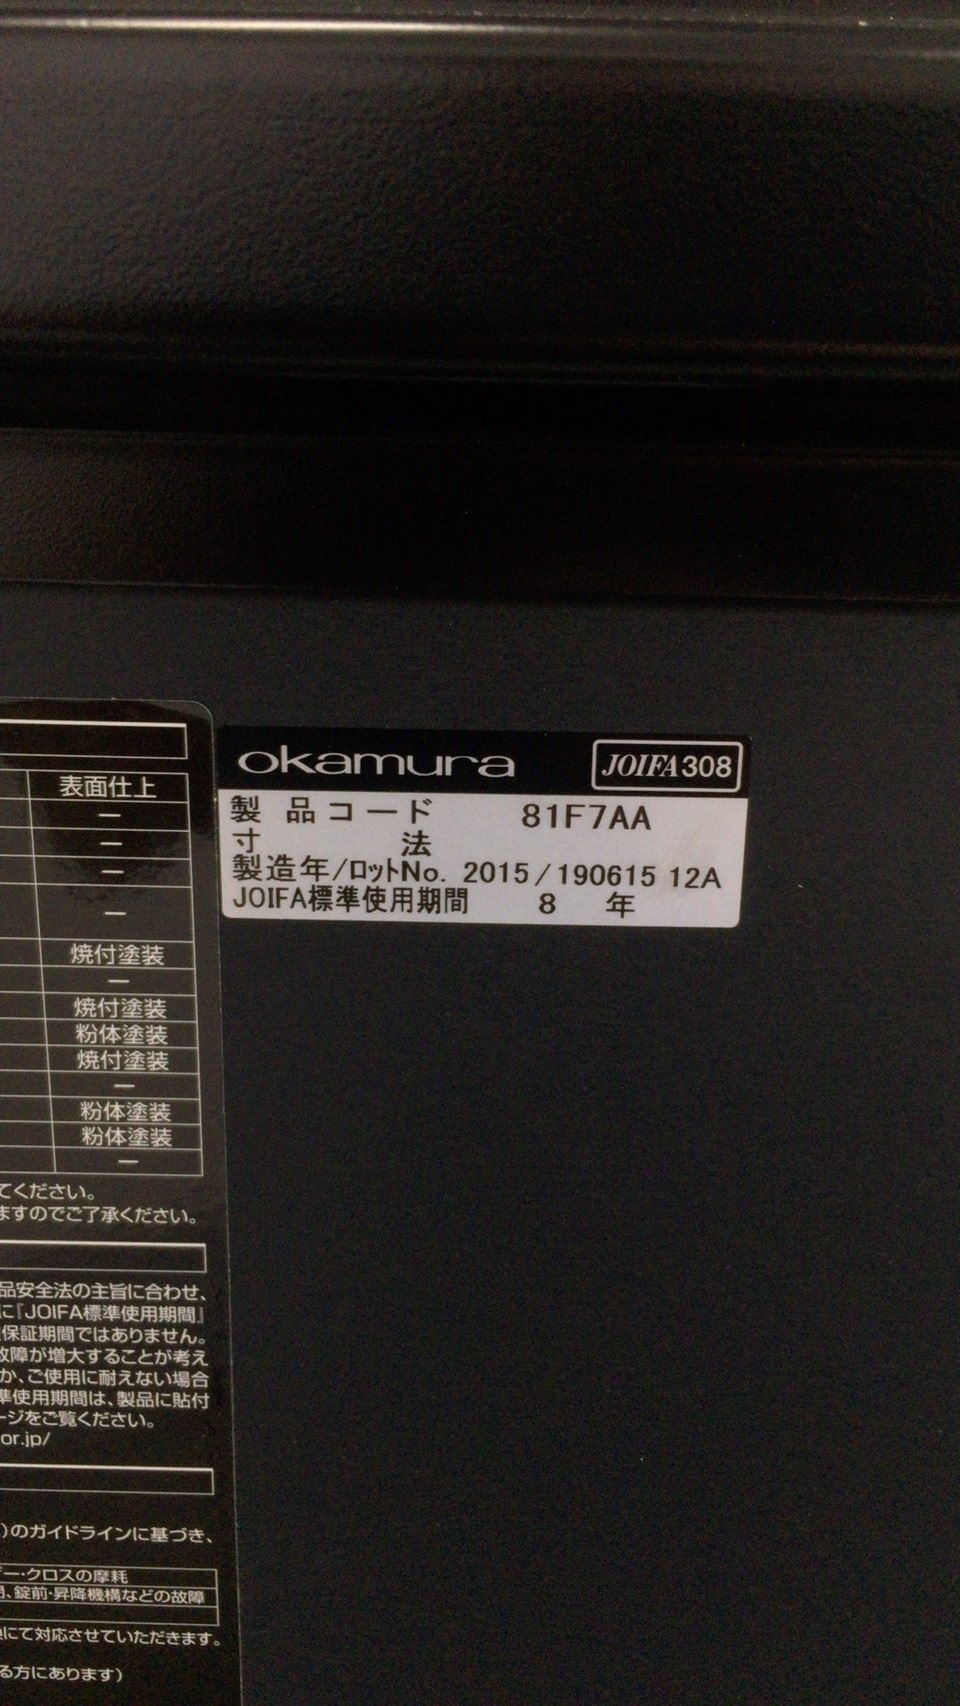 okamura JOIFA308
製品コード 81F7AA
寸法
製造年/ロットNo. 2015/190615 12A
JOIFA標準使用期間 8 年
表面仕上
—
—
—
—
焼付塗装
—
焼付塗装
粉体塗装
焼付塗装
—
粉体塗装
粉体塗装
—
てください。
ますのでご了承ください。
品安全法の主旨に合わせ、
に『JOIFA標準使用期間』
保証期間ではありません。
故障が増大することが考え
か、ご使用に耐えない場合
準使用期間は、製品に貼付
ージをご覧ください。
or.jp/
)のガイドラインに基づき、
ー・クロスの摩耗
、錠前・昇降機構などの故障
にて対応させていただきます。
る方にあります)